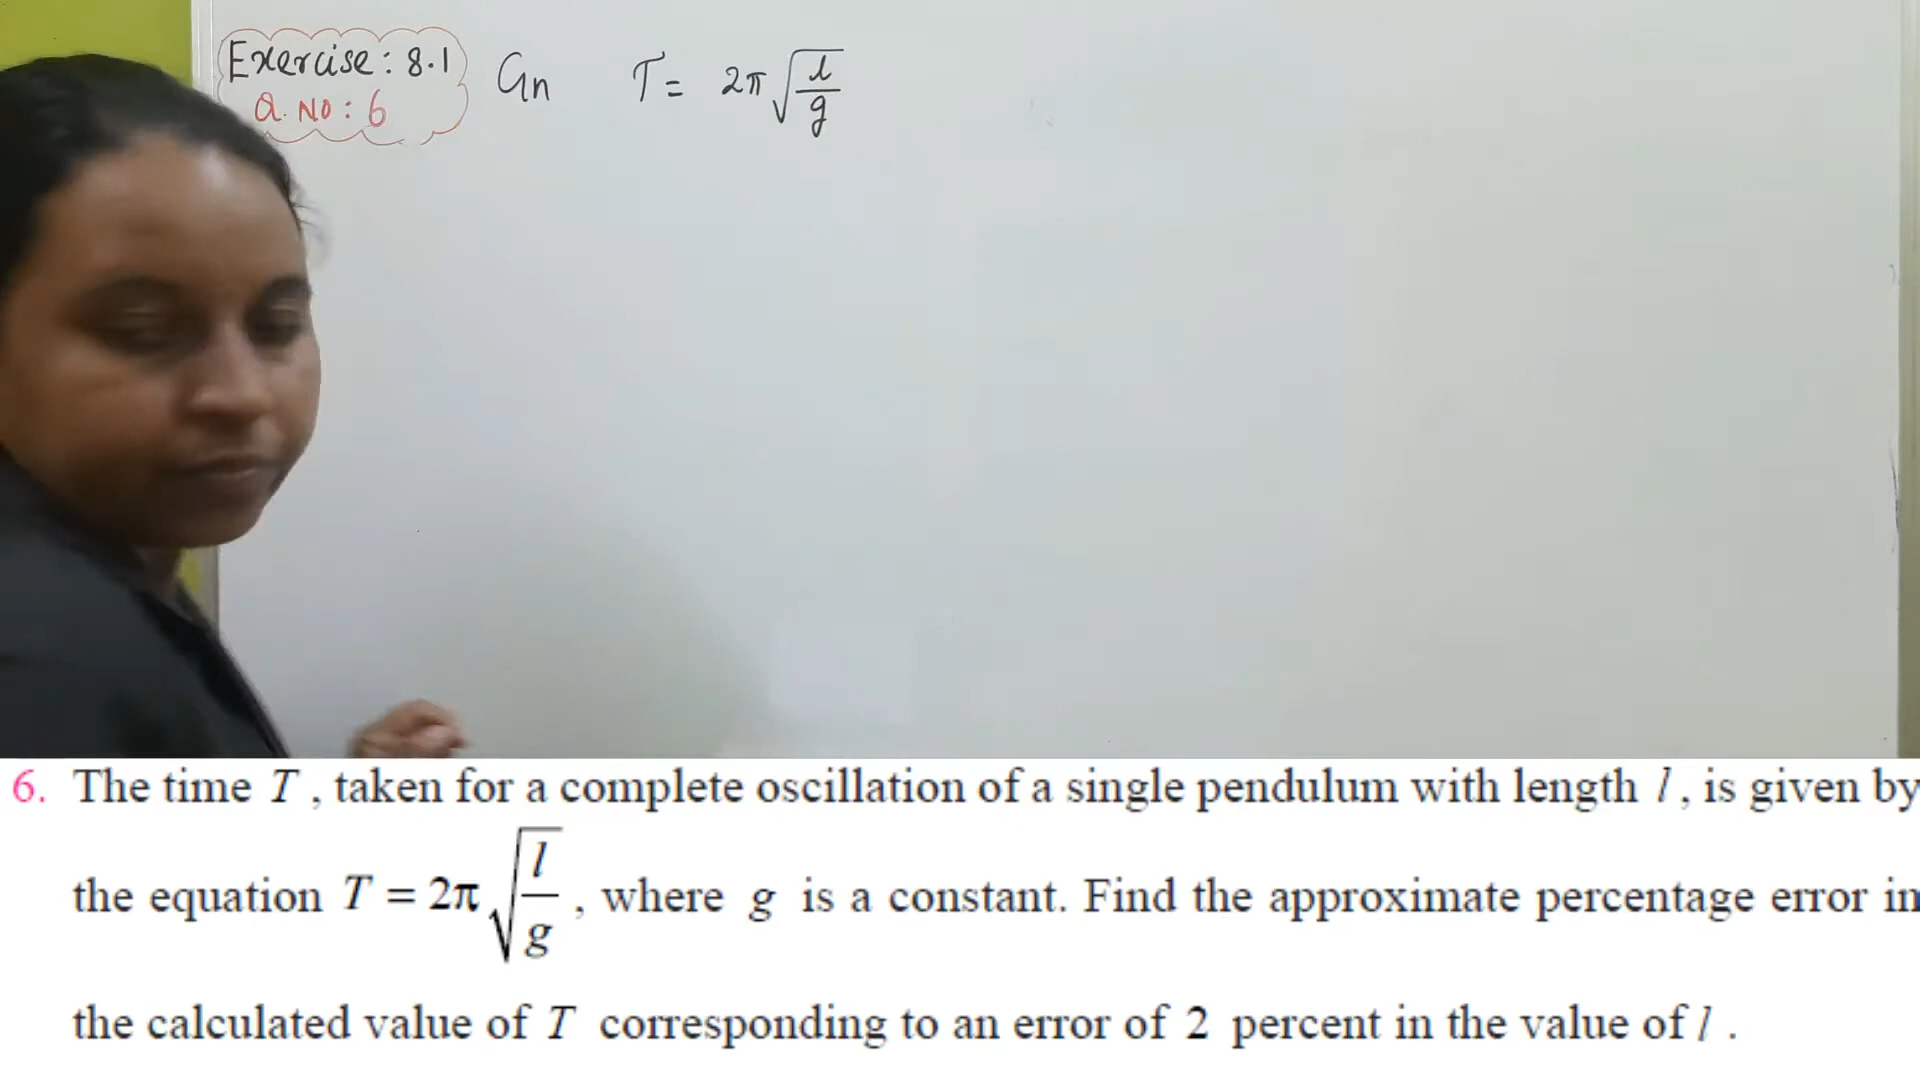 Exercise: 8.1
Q. NO: 6
Gn T = 2π √(l/g)
6. The time T, taken for a complete oscillation of a single pendulum with length l, is given by
the equation T = 2π √(l/g), where g is a constant. Find the approximate percentage error in
the calculated value of T corresponding to an error of 2 percent in the value of l.